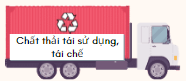 Chất thải tái sử dụng,
tái chế